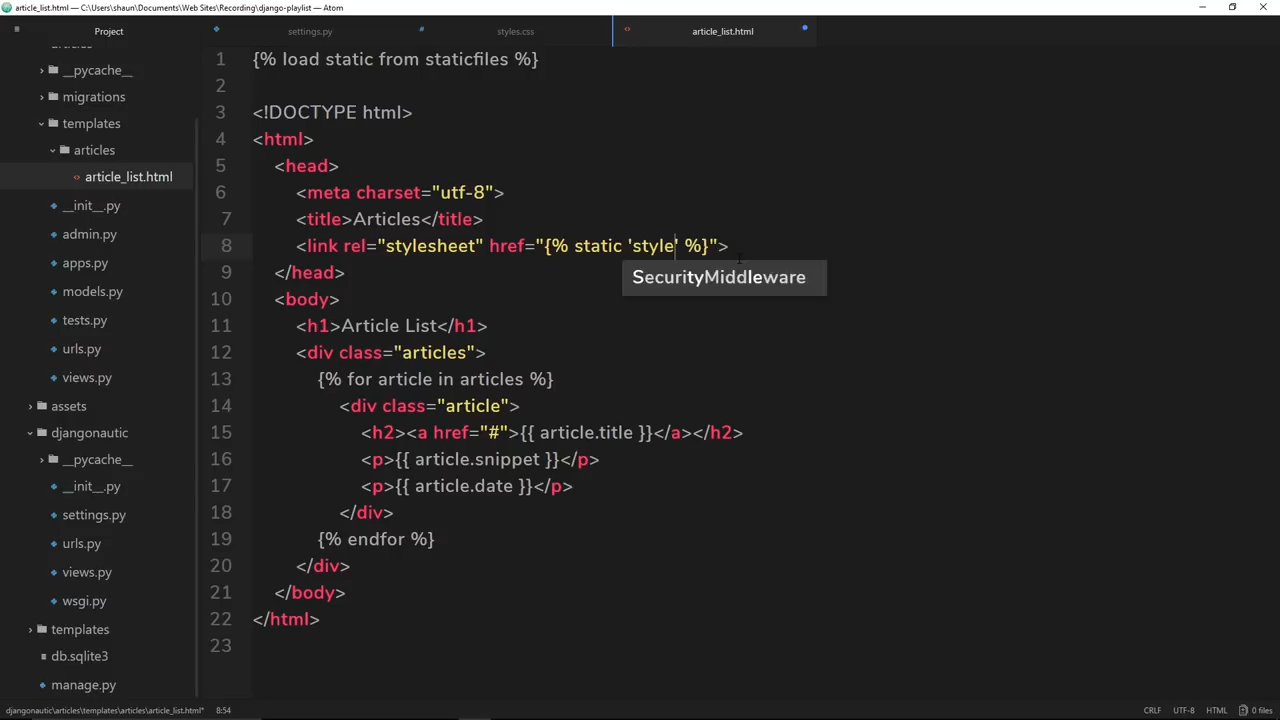 article_list.html — C:\Users\shaun\Documents\Web Sites\Recording\django-playlist — Atom
Project
settings.py
styles.css
article_list.html
__pycache__
migrations
templates
articles
article_list.html
__init__.py
admin.py
apps.py
models.py
tests.py
urls.py
views.py
assets
djangonautic
__pycache__
__init__.py
settings.py
urls.py
views.py
wsgi.py
templates
db.sqlite3
manage.py
1 {% load static from staticfiles %}
2
3 <!DOCTYPE html>
4 <html>
5 <head>
6 <meta charset="utf-8">
7 <title>Articles</title>
8 <link rel="stylesheet" href="{% static 'style' %}">
SecurityMiddleware
9 </head>
10 <body>
11 <h1>Article List</h1>
12 <div class="articles">
13 {% for article in articles %}
14 <div class="article">
15 <h2><a href="#">{{ article.title }}</a></h2>
16 <p>{{ article.snippet }}</p>
17 <p>{{ article.date }}</p>
18 </div>
19 {% endfor %}
20 </div>
21 </body>
22 </html>
23
djangonautic\articles\templates\articles\article_list.html* 8:54 CRLF UTF-8 HTML 0 files